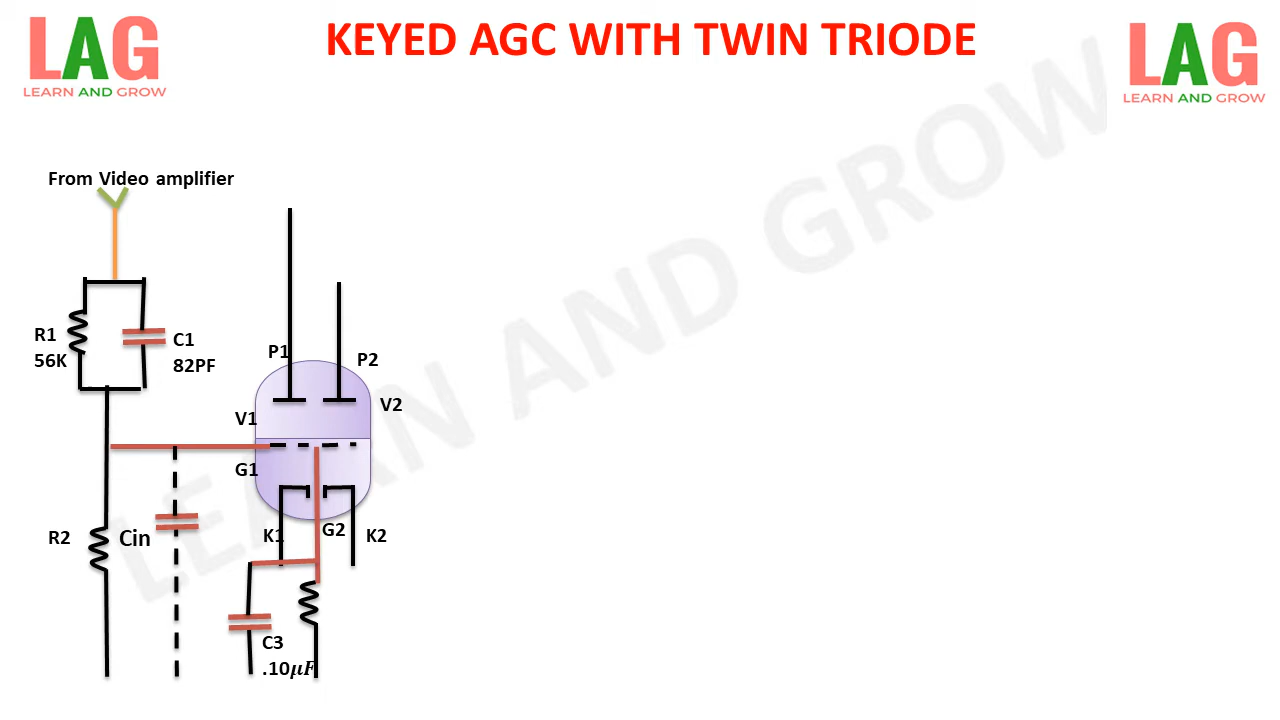 LAG
LEARN AND GROW
KEYED AGC WITH TWIN TRIODE
LAG
LEARN AND GROW
From Video amplifier
R1
56K
C1
82PF
P1
P2
V1
V2
G1
R2
Cin
K1
G2
K2
C3
.10μF
LEARN AND GROW